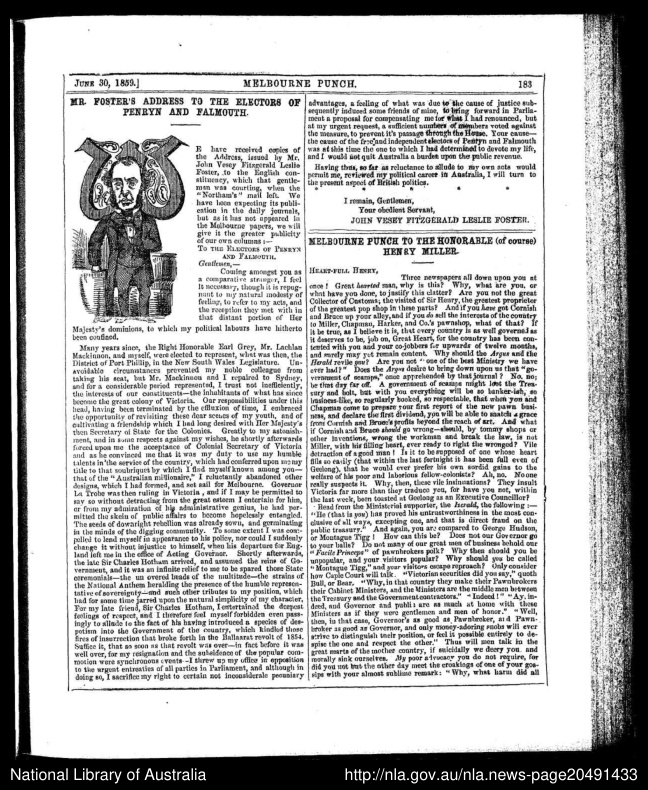 JUNE 30, 1859.]
MELBOURNE PUNCH.
183
MR. FOSTER'S ADDRESS TO THE ELECTORS OF
PENRYN AND FALMOUTH.
E have received copies of
the Address, issued by Mr.
John Vesey Fitzgerald Leslie
Foster, to the English con-
stituency, which that gentle-
man was courting, when the
"Northam's" mail left. We
have been expecting its publi-
cation in the daily journals,
but as it has not appeared in
the Melbourne papers, we will
give it the greater publicity
of our own columns :—
TO THE ELECTORS OF PENRYN
AND FALMOUTH.
Gentlemen,—
Coming amongst you as
a comparative stranger, I feel
it necessary, though it is repug-
nant to my natural modesty of
feeling, to refer to my acts, and
the reception they met with in
that distant portion of Her
Majesty's dominions, to which my political labours have hitherto
been confined.
Many years since, the Right Honorable Earl Grey, Mr. Lachlan
Mackinnon, and myself, were elected to represent, what was then, the
District of Port Phillip, in the New South Wales Legislature. Un-
avoidable circumstances prevented my noble colleague from
taking his seat, but Mr. Mackinnon and I repaired to Sydney,
and for a considerable period represented, I trust not inefficiently,
the interests of our constituents—the inhabitants of what has since
become the great colony of Victoria. Our responsibilities under this
head, having been terminated by the effluxion of time, I embraced
the opportunity of revisiting these dear scenes of my youth, and of
cultivating a friendship which I had long desired with Her Majesty's
then Secretary of State for the Colonies. Greatly to my astonish-
ment, and in some respects against my wishes, he shortly afterwards
forced upon me the acceptance of Colonial Secretary of Victoria
and as he convinced me that it was my duty to use my humble
talents in the service of the country, which had conferred upon so my
title to that soubriquet by which I find myself known among you—
that of the "Australian millionaire," I reluctantly abandoned other
designs, which I had formed, and set sail for Melbourne. Governor
La Trobe was then ruling in Victoria, and if I may be permitted to
say so without detracting from the great esteem I entertain for him,
or from my admiration of his administrative genius, he had per-
mitted the skein of public affairs to become hopelessly entangled.
The seeds of downright rebellion was already sown, and germinating
in the minds of the digging community. To some extent I was com-
pelled to lend myself in appearance to his policy, nor could I suddenly
change it without injustice to himself, when his departure for Eng-
land left me in the office of Acting Governor. Shortly afterwards,
the late Sir Charles Hotham arrived, and assumed the reins of Go-
vernment, and it was an infinite relief to me to be spared those State
ceremonials—the un overed heads of the multitude—the strains of
the National Anthem heralding the presence of the humble represen-
tative of sovereignty—and such other tributes to my position, which
had for some time jarred upon the natural simplicity of my character.
For my late friend, Sir Charles Hotham, I entertained the deepest
feelings of respect, and I therefore feel myself forbidden even pass-
ingly to allude to the fact of his having introduced a species of des-
potism into the Government of the country, which kindled those
fires of insurrection that broke forth in the Ballaarat revolt of 1854.
Suffice it, that so soon as that revolt was over—in fact before it was
well over, for my resignation and the subsidence of the popular com-
motion were synchronous events—I threw up my office in opposition
to the urgent entreaties of all parties in Parliament, and although in
doing so, I sacrifice my right to certain not inconsiderable pecuniary
advantages, a feeling of what was due to the cause of justice sub-
sequently induced some friends of mine, to bring forward in Parlia-
ment a proposal for compensating me for what I had renounced, but
at my urgent request, a sufficient numbers of members voted against
the measure, to prevent it's passage through the House. Your cause—
the cause of the free and independent electors of Penryn and Falmouth
was at this time the one to which I had determined to devote my life,
and I would not quit Australia a burden upon the public revenue.
Having thus, so far as reluctance to allude to my own acts would
permit me, reviewed my political career in Australia, I will turn to
the present aspect of British politics.
* * * * * * *
I remain, Gentlemen,
Your obedient Servant,
JOHN VESEY FITZGERALD LESLIE FOSTER.
MELBOURNE PUNCH TO THE HONORABLE (of course)
HENRY MILLER.
HEART-FULL HENRY,
Three newspapers all down upon you at
once ! Great hearted man, why is this? Why, what are you, or
what have you done, to justify this clatter? Are you not the great
Collector of Customs; the visited of Sir Henry, the greatest proprietor
of the greatest pop shop in these parts? And if you have got Cornish
and Bruce up your alley, and if you do sell the interests of the country
to Miller, Chapman, Harker, and Co.'s pawnshop, what of that? If
it be true, as I believe it is, that every country is as well governed as
it deserves to be, job on, Great Heart, for the country has been con-
tented with you and your co-jobbers for upwards of twelve months,
and surely may yet remain content. Why should the Argus and the
Herald revile you? Are you not "one of the best Ministry we have
ever had?" Does the Argus desire to bring down upon us that "go-
vernment of scamps," once apprehended by that journal? No, no;
be that day far off. A government of scamps might loot the Trea-
sury and bolt, but with you everything will be so banker-ish, so
business-like, so regularly hooked, so respectable, that when you and
Chapman come to prepare your first report of the new pawn busi-
ness, and declare the first dividend, you will be able to snatch a grace
from Cornish and Bruce's profits beyond the reach of art. And what
if Cornish and Bruce should go wrong—should, by tommy shops or
other inventions, wrong the workman and break the law, is not
Miller, with his filling heart, ever ready to right the wronged? Vile
detraction of a good man! Is it to be supposed of one whose heart
fills so easily (that within the last fortnight it has been full even of
Geelong), that he would ever prefer his own sordid gains to the
welfare of his poor and laborious fellow-colonists? Ah, no. No one
really suspects it. Why, then, these vile insinuations? They insult
Victoria far more than they traduce you, for have you not, within
the last week, been toasted at Geelong as an Executive Councillor?
Read from the Ministerial supporter, the Herald, the following :—
"He (that is you) has proved his untrustworthiness in the most con-
clusive of all ways, excepting one, and that is direct fraud on the
public treasury." And again, you are compared to George Hudson,
or Montague Tigg! How can this be? Does not our Governor go
to your balls? Do not many of our great men of business behold our
"Facile Princeps" of pawnbrokers polk? Why then should you be
unpopular, and your visitors popular? Why should you be called
"Montague Tigg," and your visitors escape reproach? Only consider
how Caple Court will talk. "Victorian securities did you say," quoth
Bull, or Bear. "Why, in that country they make their Pawnbrokers
their Cabinet Ministers, and the Ministers are the middle men between
the Treasury and the Government contractors." "Indeed!" "Ay, in-
deed, and Governor and public are as much at home with these
Ministers as if they were gentlemen and men of honor." "Well,
then, in that case, Governor's as good as Pawnbroker, and Pawn-
broker as good as Governor, and only money-adoring snobs will ever
strive to distinguish their position, or feel it possible entirely to de-
spise the one and respect the other." Thus will men talk in the
great marts of the mother country, if suicidally we decry you, and
morally sink ourselves. My poor advocacy you do not require, for
did you not but the other day meet the croakings of one of your gos-
sips with your almost sublime remark: "Why, what harm did all
National Library of Australia
http://nla.gov.au/nla.news-page20491433